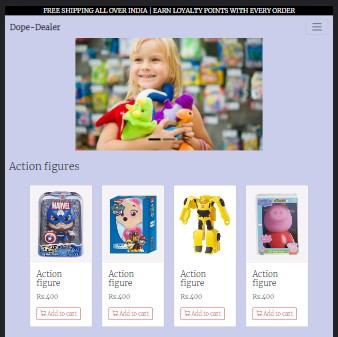 FREE SHIPPING ALL OVER INDIA | EARN LOYALTY POINTS WITH EVERY ORDER
Dope-Dealer
Action figures
MARVEL
Action
figure
Rs.400
Add to cart
Action
figure
Rs.400
Add to cart
Action
figure
Rs.400
Add to cart
Action
figure
Rs.400
Add to cart